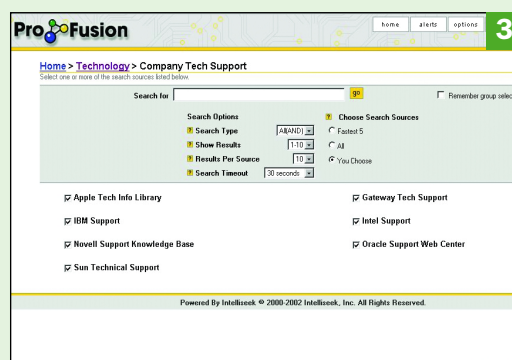 ProFusion
home alerts options
3
Home > Technology > Company Tech Support
Select one or more of the search sources listed below.
Search for go Remember group selec
Search Options ? Choose Search Sources
? Search Type All(AND) Fastest 5
? Show Results 1-10 All
? Results Per Source 10 You Choose
? Search Timeout 30 seconds
Apple Tech Info Library Gateway Tech Support
IBM Support Intel Support
Novell Support Knowledge Base Oracle Support Web Center
Sun Technical Support
Powered By Intelliseek © 2000-2002 Intelliseek, Inc. All Rights Reserved.